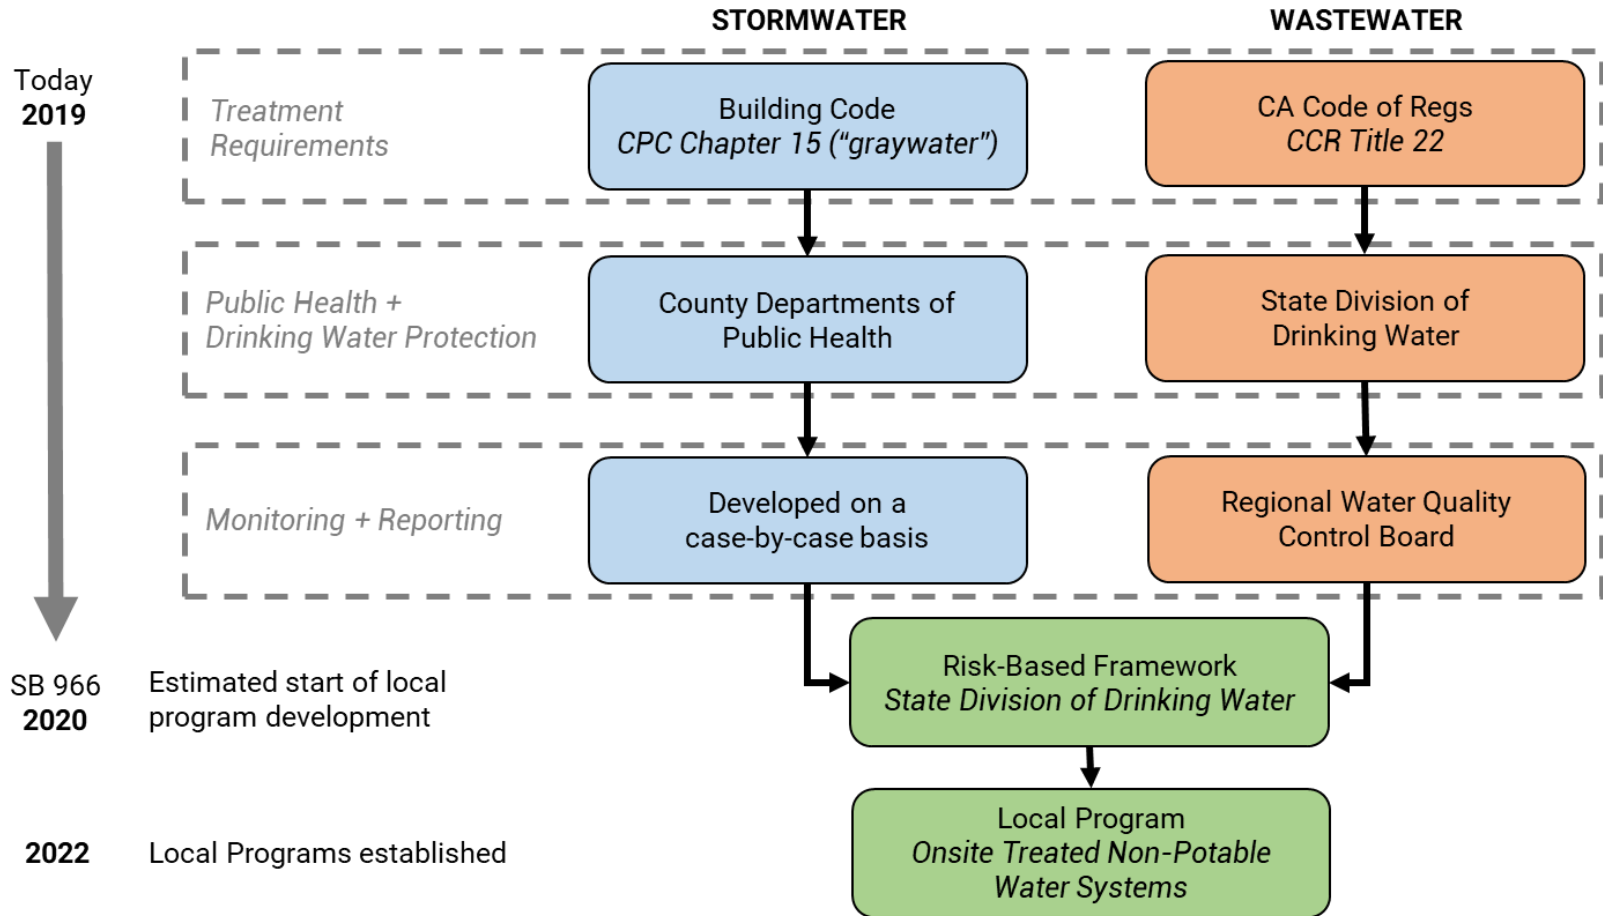 STORMWATER
WASTEWATER
Today
2019
Treatment
Requirements
Building Code
CPC Chapter 15 (“graywater”)
CA Code of Regs
CCR Title 22
Public Health +
Drinking Water Protection
County Departments of
Public Health
State Division of
Drinking Water
Monitoring + Reporting
Developed on a
case-by-case basis
Regional Water Quality
Control Board
SB 966
2020
Estimated start of local
program development
Risk-Based Framework
State Division of Drinking Water
2022
Local Programs established
Local Program
Onsite Treated Non-Potable
Water Systems